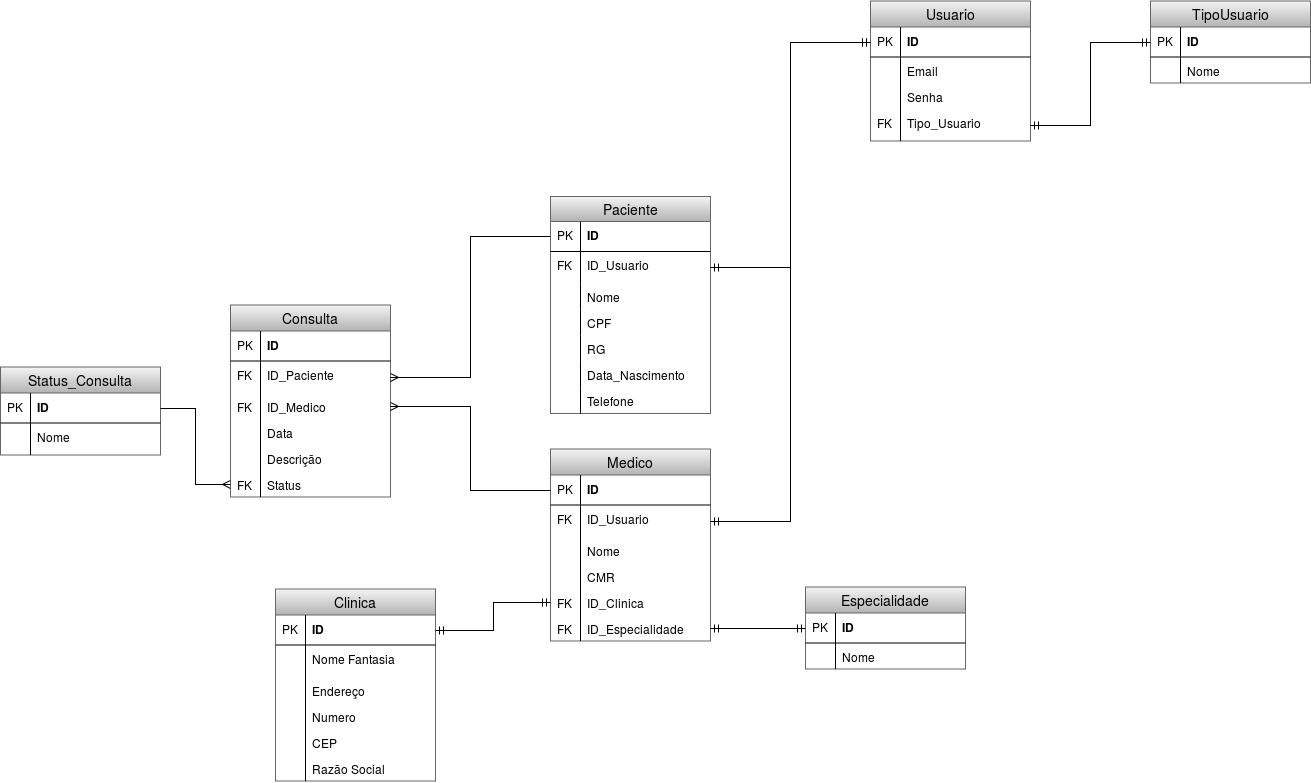 Usuario
PK ID
Email
Senha
FK Tipo_Usuario
TipoUsuario
PK ID
Nome
Paciente
PK ID
FK ID_Usuario
Nome
CPF
RG
Data_Nascimento
Telefone
Consulta
PK ID
FK ID_Paciente
FK ID_Medico
Data
Descrição
FK Status
Status_Consulta
PK ID
Nome
Medico
PK ID
FK ID_Usuario
Nome
CMR
FK ID_Clinica
FK ID_Especialidade
Clinica
PK ID
Nome Fantasia
Endereço
Numero
CEP
Razão Social
Especialidade
PK ID
Nome